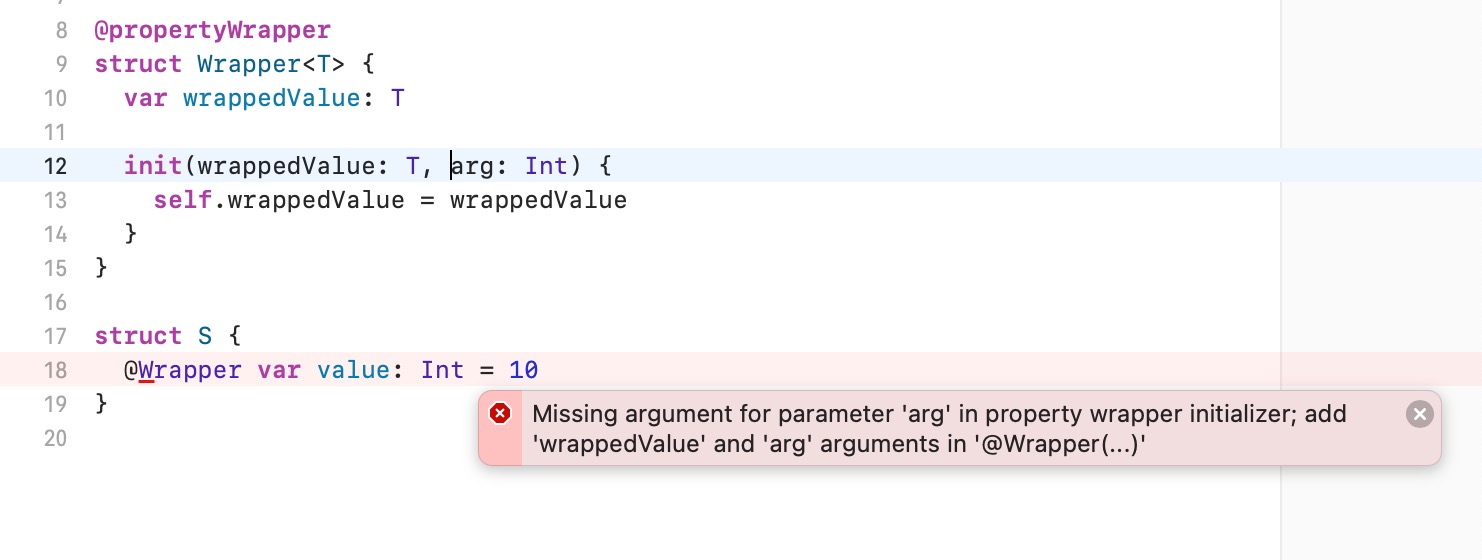 8 @propertyWrapper
9 struct Wrapper<T> {
10 var wrappedValue: T
11
12 init(wrappedValue: T, arg: Int) {
13 self.wrappedValue = wrappedValue
14 }
15 }
16
17 struct S {
18 @Wrapper var value: Int = 10
19 }
Missing argument for parameter 'arg' in property wrapper initializer; add
'wrappedValue' and 'arg' arguments in '@Wrapper(...)'
20